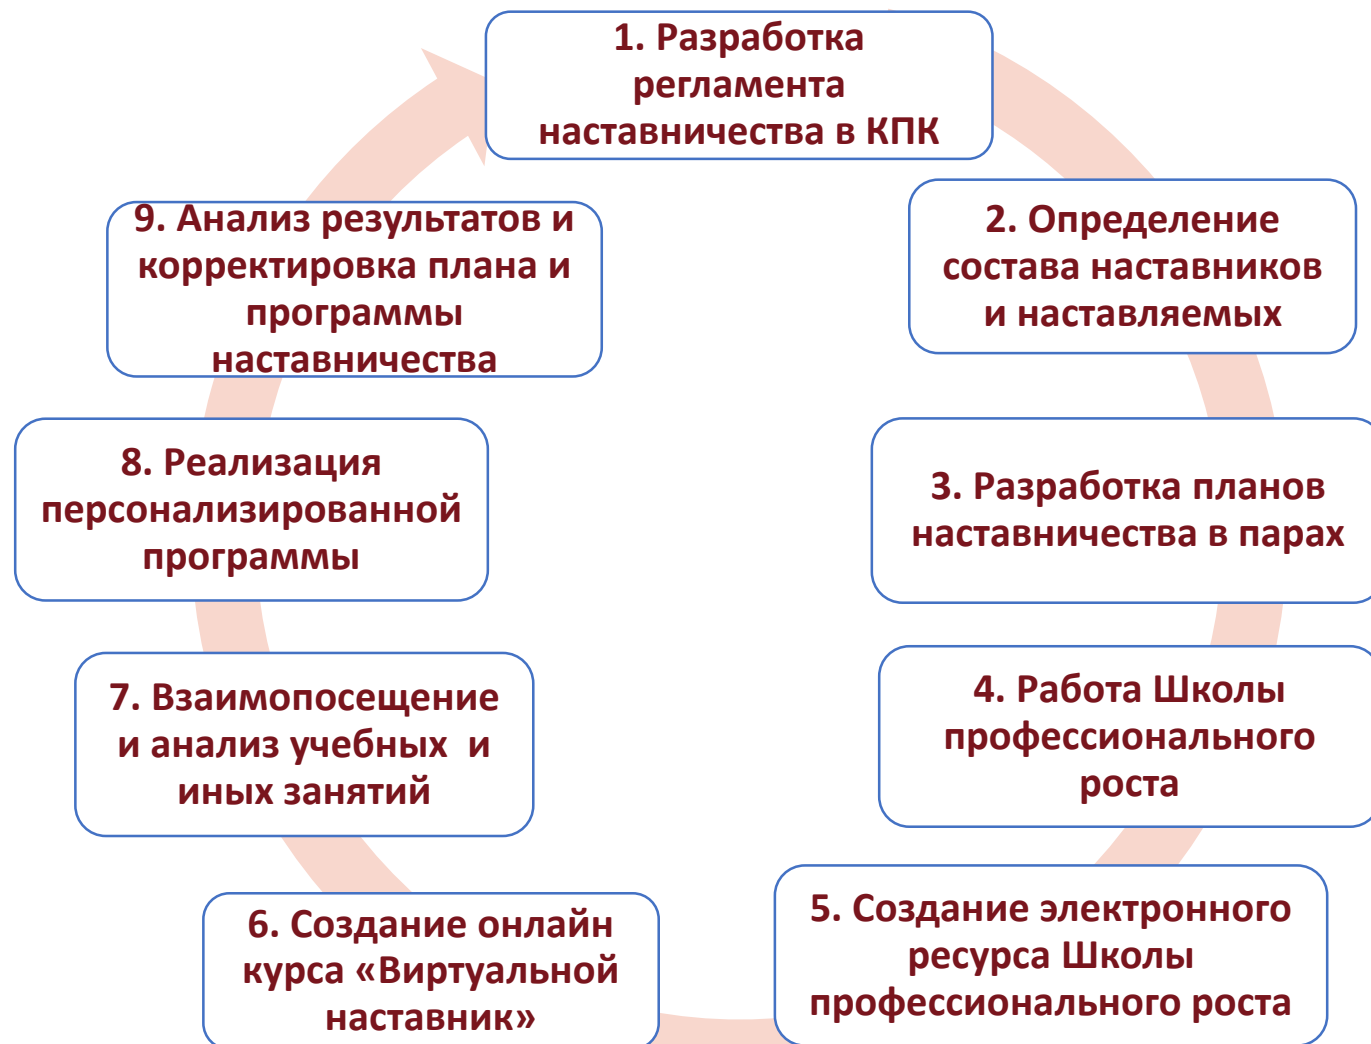 1. Разработка
регламента
наставничества в КПК
2. Определение
состава наставников
и наставляемых
3. Разработка планов
наставничества в парах
4. Работа Школы
профессионального
роста
5. Создание электронного
ресурса Школы
профессионального роста
6. Создание онлайн
курса «Виртуальной
наставник»
7. Взаимопосещение
и анализ учебных  и
иных занятий
8. Реализация
персонализированной
программы
9. Анализ результатов и
корректировка плана и
программы
наставничества